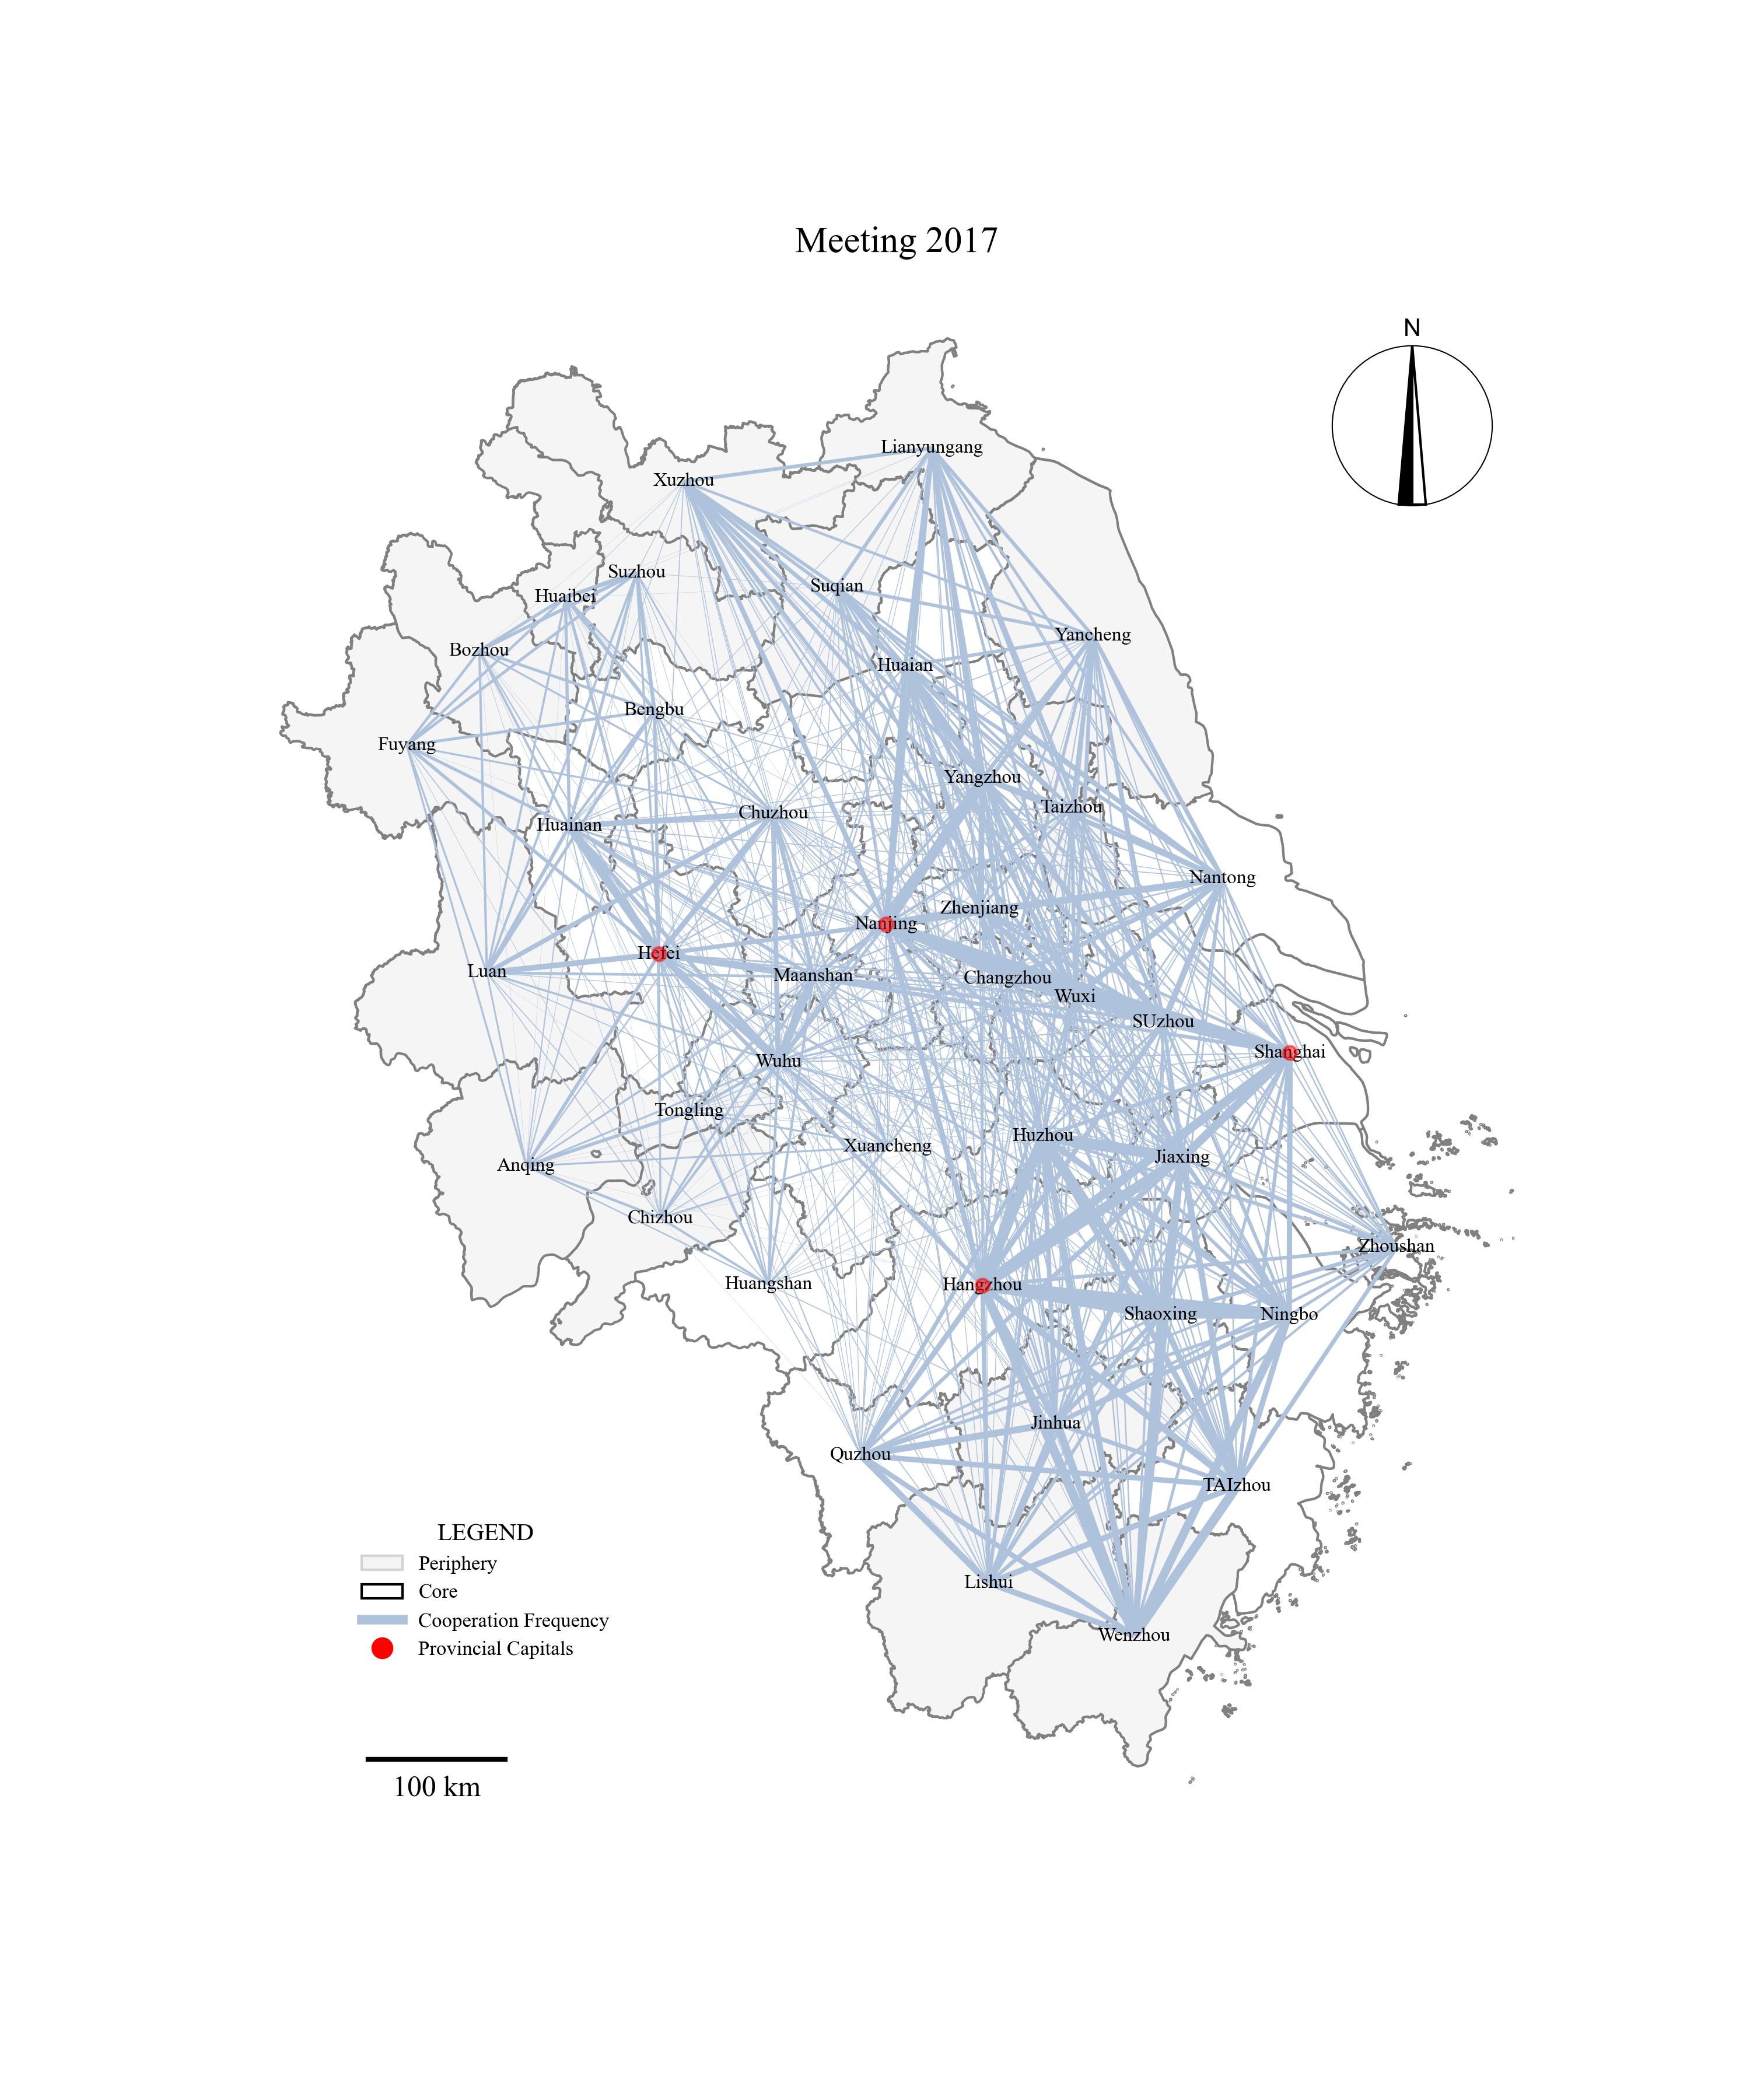 Meeting 2017
N
Lianyungang
Xuzhou
Suzhou
Suqian
Huaibei
Yancheng
Bozhou
Huaian
Bengbu
Fuyang
Yangzhou
Taizhou
Chuzhou
Huainan
Nantong
Zhenjiang
Nanjing
Hefei
Luan
Maanshan
Changzhou
Wuxi
SUzhou
Shanghai
Wuhu
Tongling
Huzhou
Xuancheng
Jiaxing
Anqing
Chizhou
Zhoushan
Huangshan
Hangzhou
Shaoxing
Ningbo
Jinhua
Quzhou
TAIzhou
Lishui
Wenzhou
LEGEND
Periphery
Core
Cooperation Frequency
Provincial Capitals
100 km